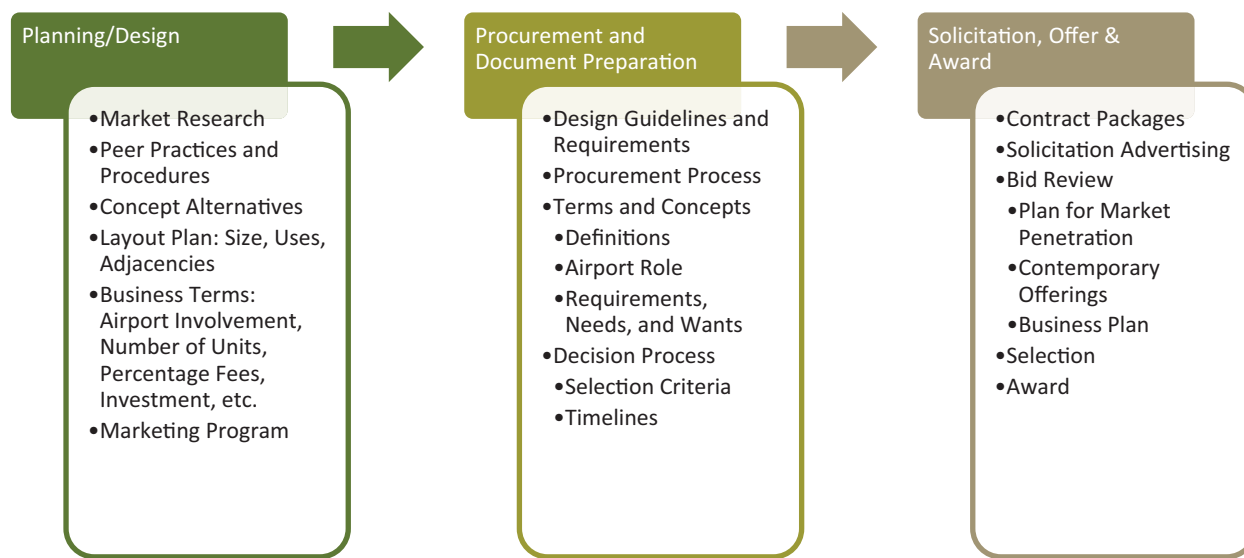 Planning/Design
•Market Research
•Peer Practices and
Procedures
•Concept Alternatives
•Layout Plan: Size, Uses,
Adjacencies
•Business Terms:
Airport Involvement,
Number of Units,
Percentage Fees,
Investment, etc.
•Marketing Program
Procurement and
Document Preparation
•Design Guidelines and
Requirements
•Procurement Process
•Terms and Concepts
•Definitions
•Airport Role
•Requirements,
Needs, and Wants
•Decision Process
•Selection Criteria
•Timelines
Solicitation, Offer &
Award
•Contract Packages
•Solicitation Advertising
•Bid Review
•Plan for Market
Penetration
•Contemporary
Offerings
•Business Plan
•Selection
•Award